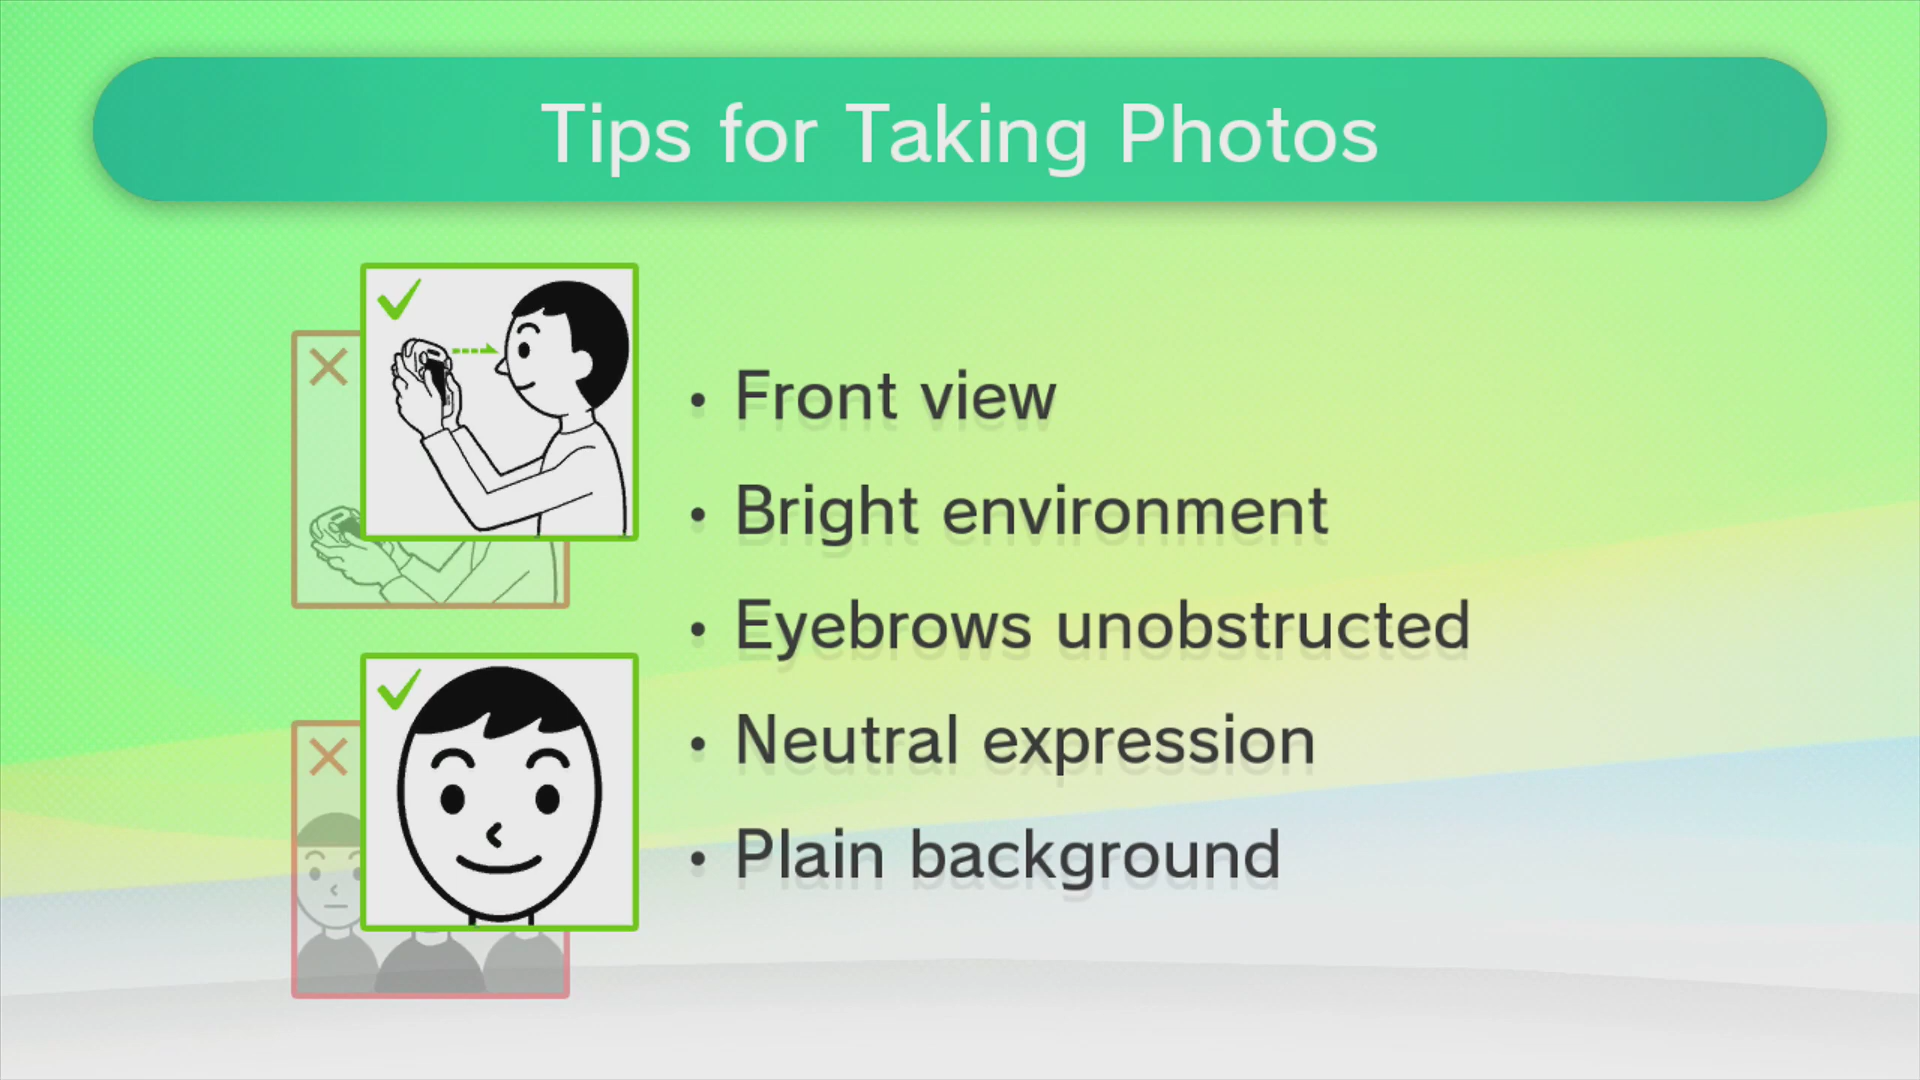 Tips for Taking Photos
• Front view
• Bright environment
• Eyebrows unobstructed
• Neutral expression
• Plain background